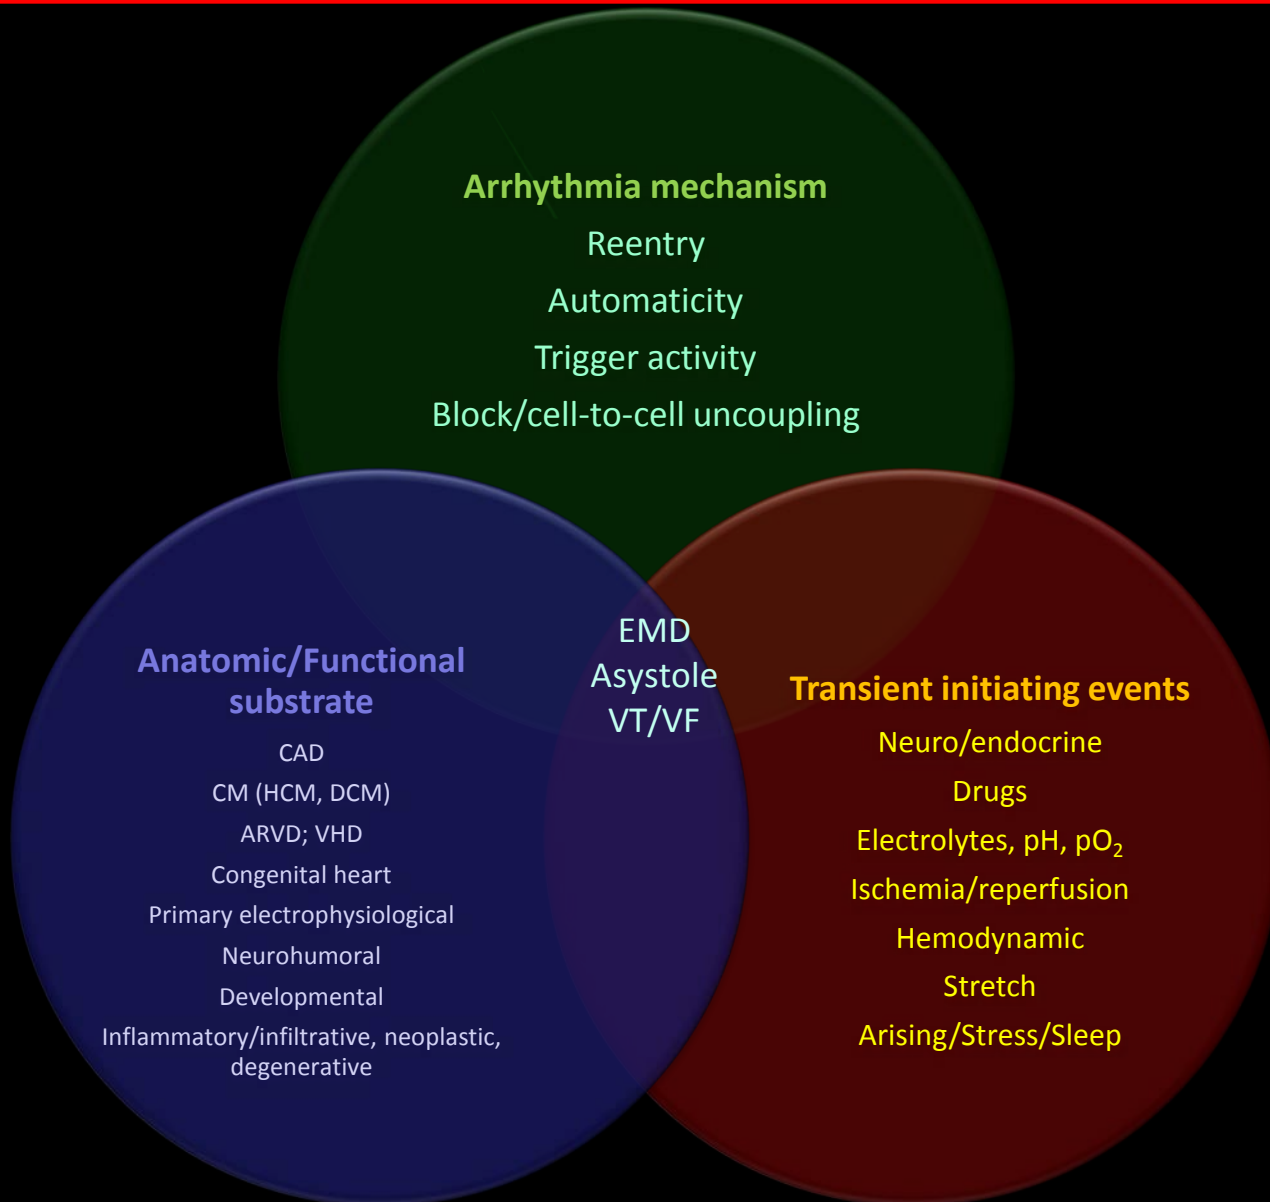 Arrhythmia mechanism
Reentry
Automaticity
Trigger activity
Block/cell-to-cell uncoupling
EMD
Asystole
VT/VF
Anatomic/Functional
substrate
CAD
CM (HCM, DCM)
ARVD; VHD
Congenital heart
Primary electrophysiological
Neurohumoral
Developmental
Inflammatory/infiltrative, neoplastic,
degenerative
Transient initiating events
Neuro/endocrine
Drugs
Electrolytes, pH, pO₂
Ischemia/reperfusion
Hemodynamic
Stretch
Arising/Stress/Sleep